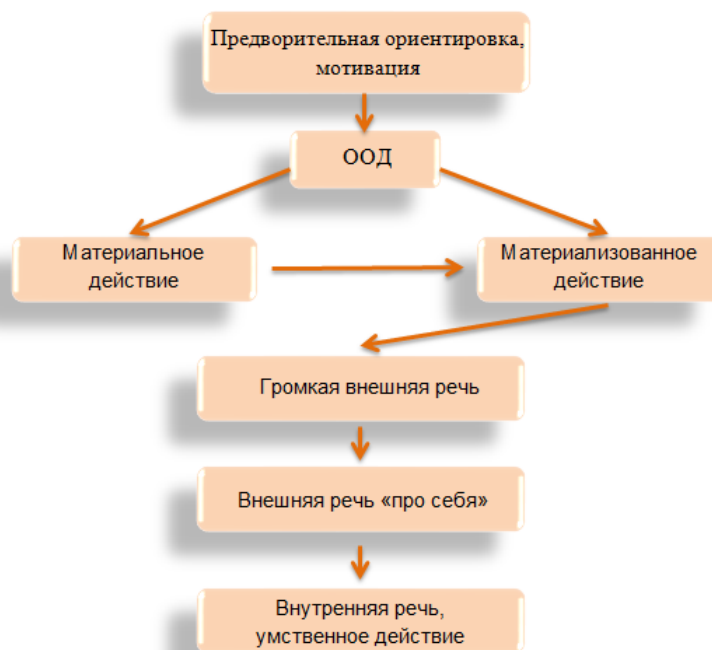 Предворительная ориентировка,
мотивация
ООД
Материальное
действие
Материализованное
действие
Громкая внешняя речь
Внешняя речь «про себя»
Внутренняя речь,
умственное действие